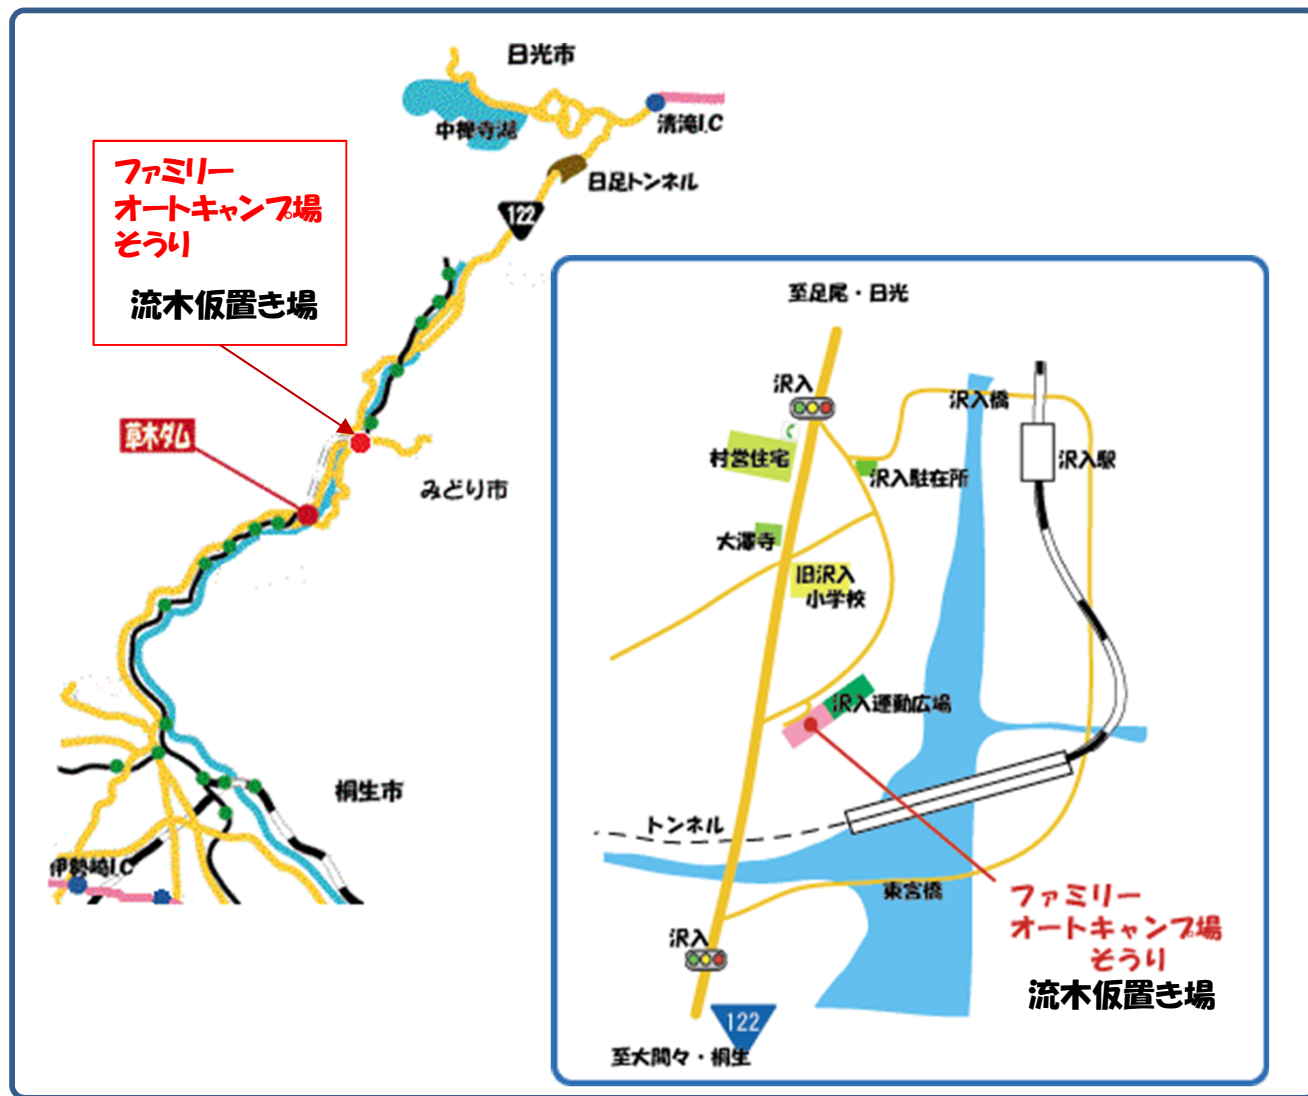 日光市
中禅寺湖
清滝I.C
日足トンネル
122
ファミリー
オートキャンプ場
そうり
流木仮置き場
草木ダム
みどり市
桐生市
伊勢崎I.C
至足尾・日光
沢入
沢入橋
村営住宅
沢入駐在所
沢入駅
大澤寺
旧沢入
小学校
沢入運動広場
トンネル
東宮橋
ファミリー
オートキャンプ場
そうり
流木仮置き場
沢入
122
至大間々・桐生